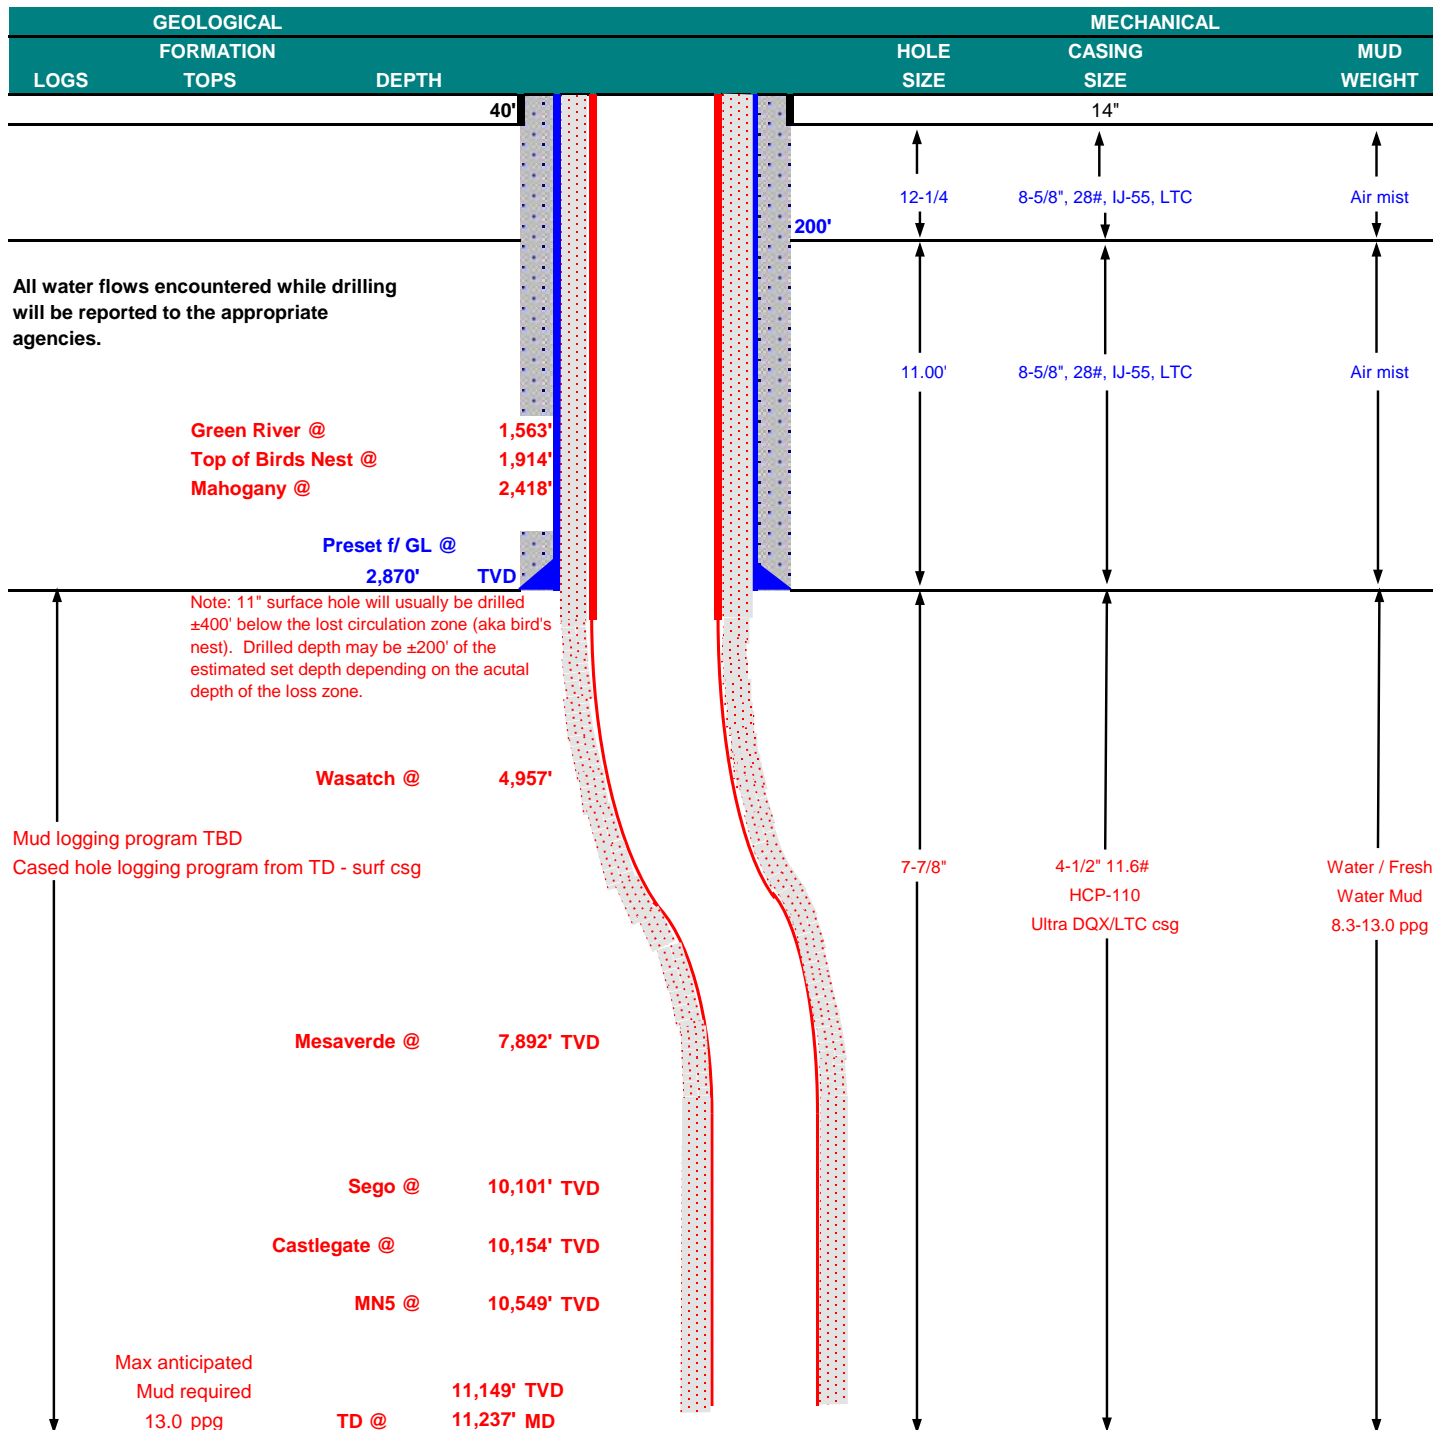 GEOLOGICAL MECHANICAL
FORMATION HOLE CASING MUD
LOGS TOPS DEPTH SIZE SIZE WEIGHT
40' 14"
12-1/4 8-5/8", 28#, IJ-55, LTC Air mist
200'
All water flows encountered while drilling
will be reported to the appropriate
agencies.
11.00' 8-5/8", 28#, IJ-55, LTC Air mist
Green River @ 1,563'
Top of Birds Nest @ 1,914'
Mahogany @ 2,418'
Preset f/ GL @
2,870' TVD
Note: 11" surface hole will usually be drilled
±400' below the lost circulation zone (aka bird's
nest). Drilled depth may be ±200' of the
estimated set depth depending on the acutal
depth of the loss zone.
Wasatch @ 4,957'
Mud logging program TBD
Cased hole logging program from TD - surf csg
7-7/8" 4-1/2" 11.6# Water / Fresh
HCP-110 Water Mud
Ultra DQX/LTC csg 8.3-13.0 ppg
Mesaverde @ 7,892' TVD
Sego @ 10,101' TVD
Castlegate @ 10,154' TVD
MN5 @ 10,549' TVD
Max anticipated
Mud required 11,149' TVD
13.0 ppg TD @ 11,237' MD